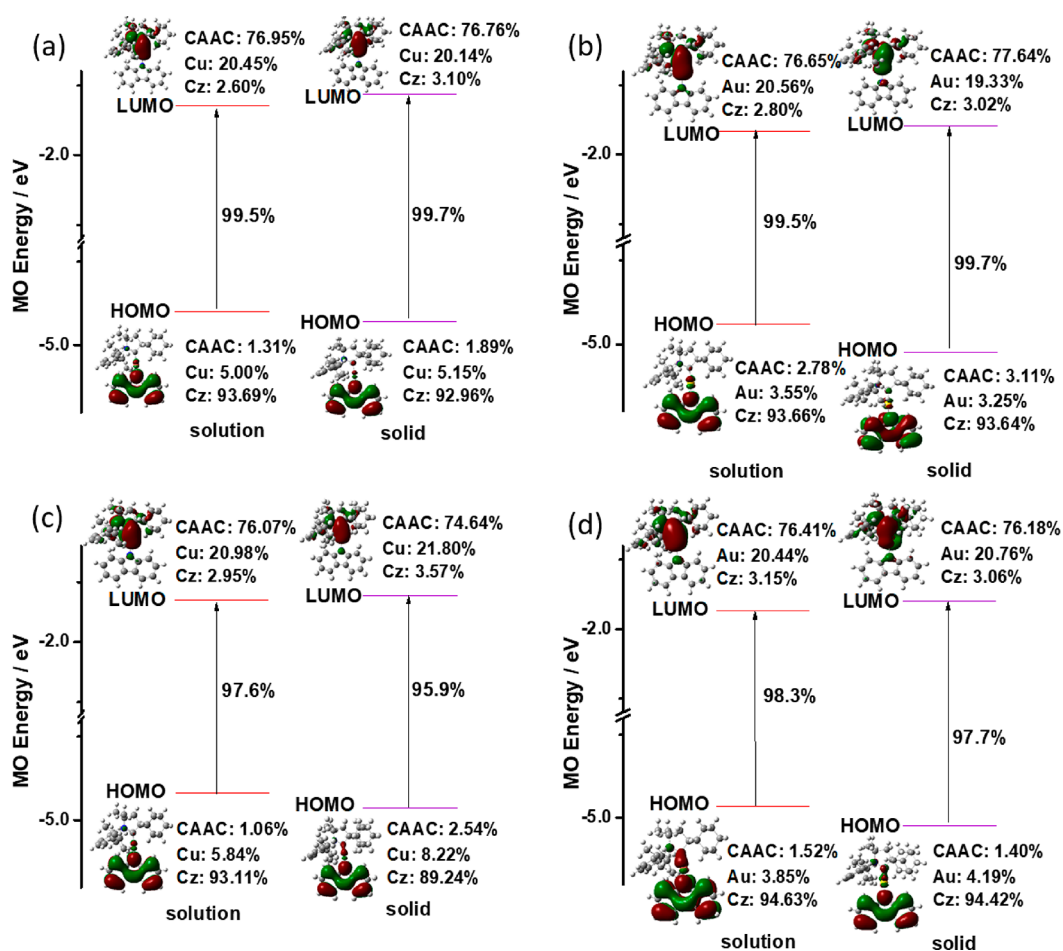 (a)
MO Energy / eV
-2.0
-5.0
CAAC: 76.95%
Cu: 20.45%
Cz: 2.60%
LUMO
99.5%
HOMO
CAAC: 1.31%
Cu: 5.00%
Cz: 93.69%
solution
CAAC: 76.76%
Cu: 20.14%
Cz: 3.10%
LUMO
99.7%
HOMO
CAAC: 1.89%
Cu: 5.15%
Cz: 92.96%
solid
(b)
MO Energy / eV
-2.0
-5.0
CAAC: 76.65%
Au: 20.56%
Cz: 2.80%
LUMO
99.5%
HOMO
CAAC: 2.78%
Au: 3.55%
Cz: 93.66%
solution
CAAC: 77.64%
Au: 19.33%
Cz: 3.02%
LUMO
99.7%
HOMO
CAAC: 3.11%
Au: 3.25%
Cz: 93.64%
solid
(c)
MO Energy / eV
-2.0
-5.0
CAAC: 76.07%
Cu: 20.98%
Cz: 2.95%
LUMO
97.6%
HOMO
CAAC: 1.06%
Cu: 5.84%
Cz: 93.11%
solution
CAAC: 74.64%
Cu: 21.80%
Cz: 3.57%
LUMO
95.9%
HOMO
CAAC: 2.54%
Cu: 8.22%
Cz: 89.24%
solid
(d)
MO Energy / eV
-2.0
-5.0
CAAC: 76.41%
Au: 20.44%
Cz: 3.15%
LUMO
98.3%
HOMO
CAAC: 1.52%
Au: 3.85%
Cz: 94.63%
solution
CAAC: 76.18%
Au: 20.76%
Cz: 3.06%
LUMO
97.7%
HOMO
CAAC: 1.40%
Au: 4.19%
Cz: 94.42%
solid